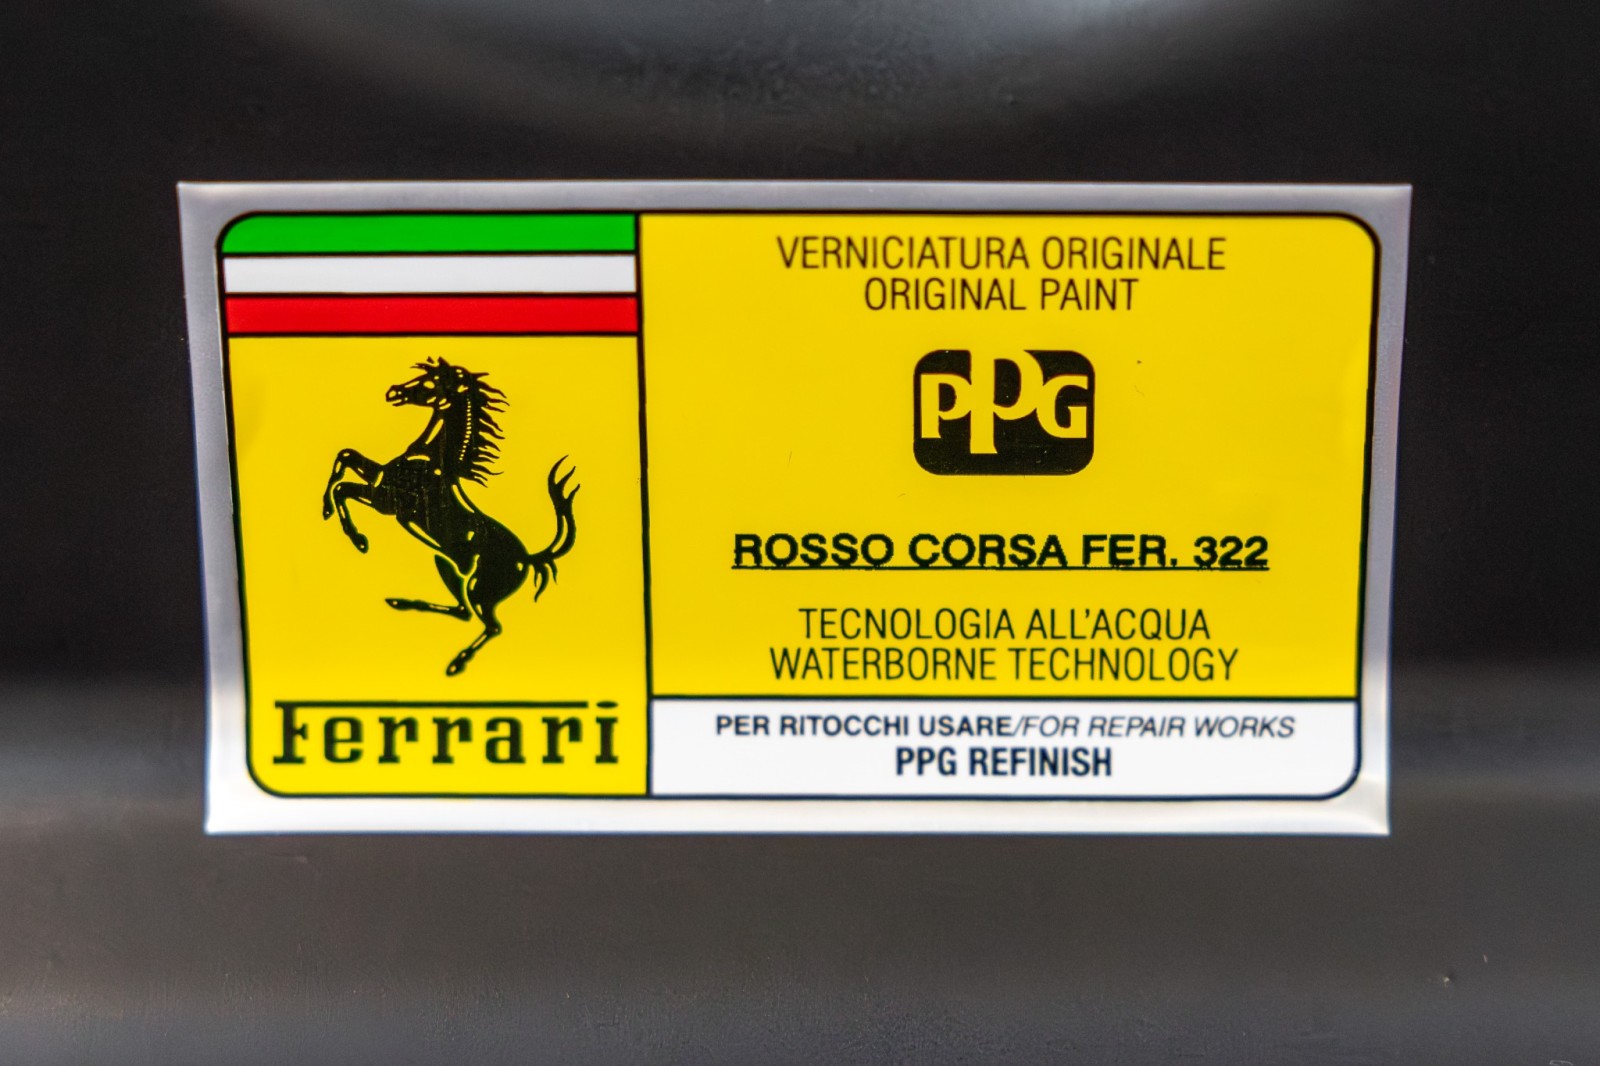 Ferrari
VERNICIATURA ORIGINALE
ORIGINAL PAINT
PPG
ROSSO CORSA FER. 322
TECNOLOGIA ALL'ACQUA
WATERBORNE TECHNOLOGY
PER RITOCCHI USARE/FOR REPAIR WORKS
PPG REFINISH